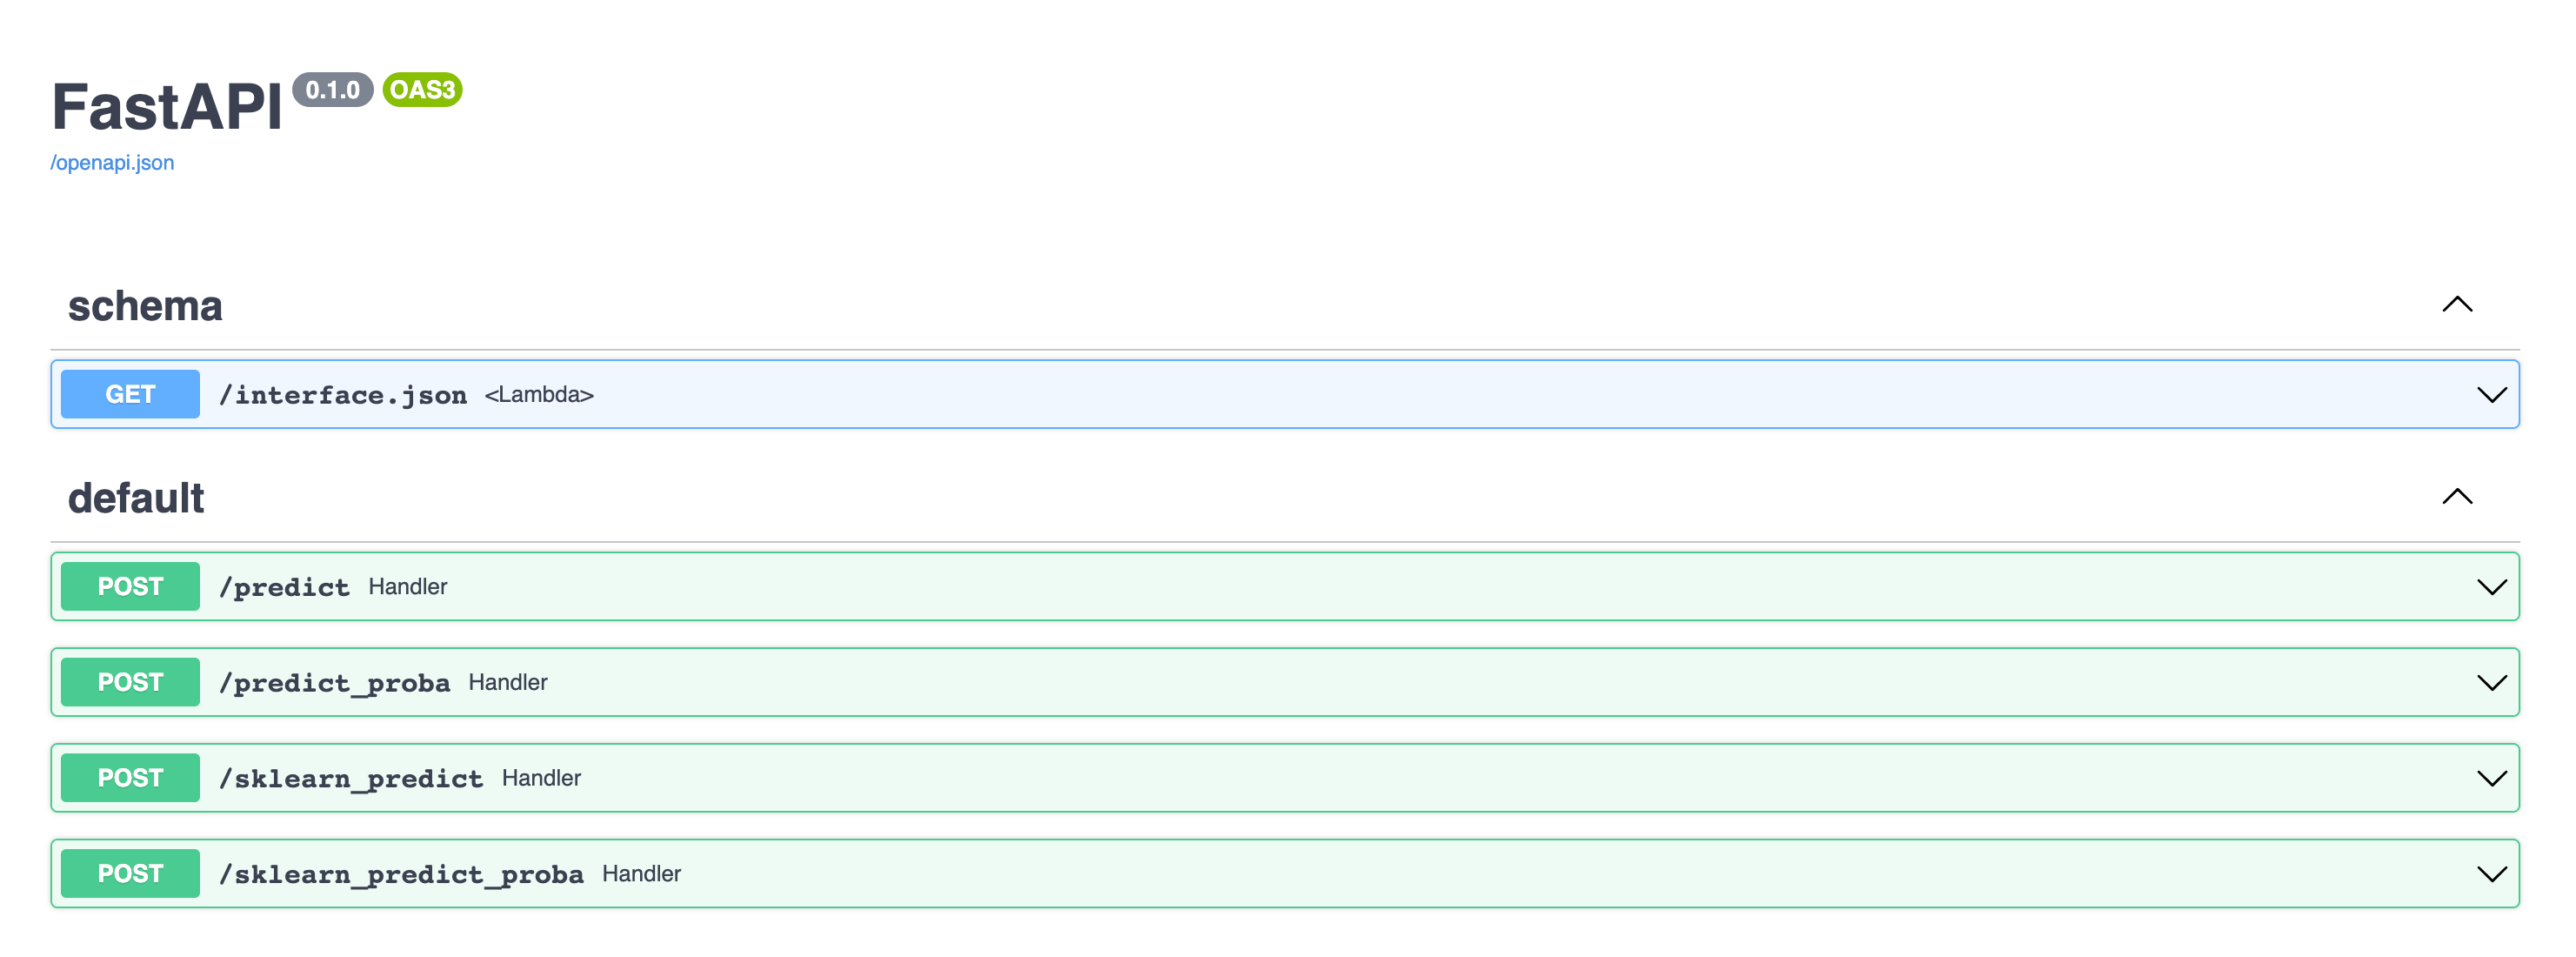 FastAPI 0.1.0 OAS3
/openapi.json
schema
GET /interface.json <Lambda>
default
POST /predict Handler
POST /predict_proba Handler
POST /sklearn_predict Handler
POST /sklearn_predict_proba Handler